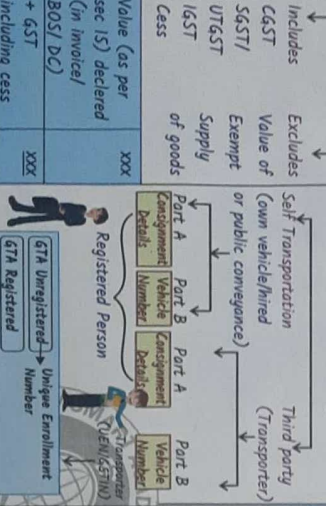 Includes
CGST
SGST/
UTGST
IGST
Cess
Excludes
Value of
Exempt
Supply
of goods
Value (as per
sec 15) declared
(in invoice/
BOS/ DC)
+ GST
including cess
xxx
xxx
Self Transportation
(own vehicle/hired
or public conveyance)
Third party
(Transporter)
Part A
Consignment
Details
Part B
Vehicle
Number
Part A
Consignment
Details
Part B
Vehicle
Number
Registered Person
Transporter
(UEN/GSTIN)
GTA Unregistered
Unique Enrollment
Number
GTA Registered